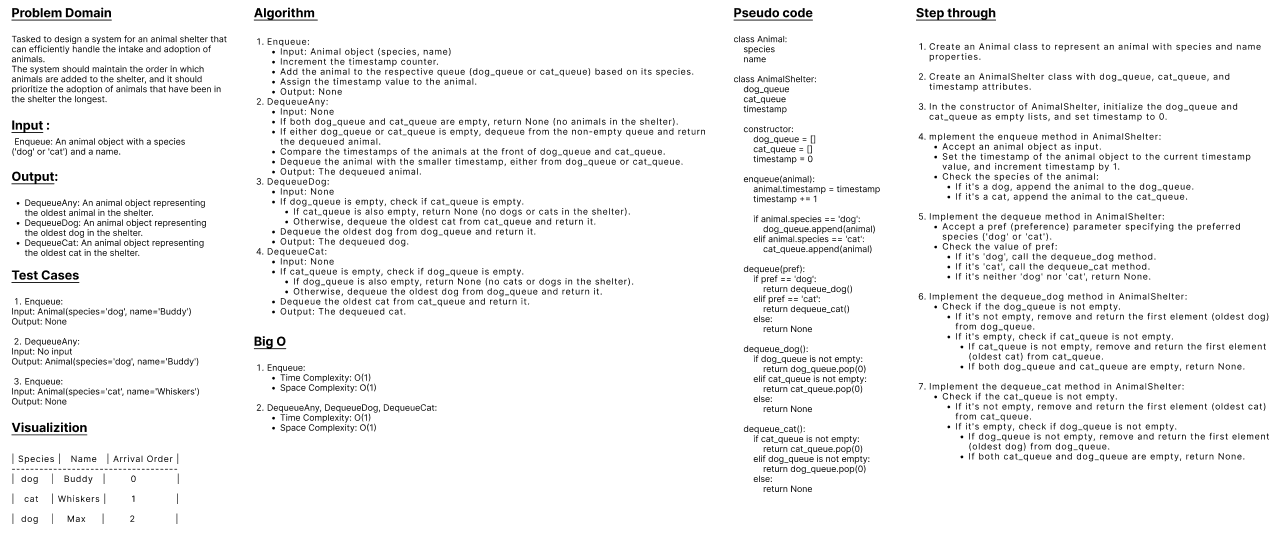 Problem Domain
Tasked to design a system for an animal shelter that
can efficiently handle the intake and adoption of
animals.
The system should maintain the order in which
animals are added to the shelter, and it should
prioritize the adoption of animals that have been in
the shelter the longest.
Input :
Enqueue: An animal object with a species
('dog' or 'cat') and a name.
Output:
• DequeueAny: An animal object representing
the oldest animal in the shelter.
• DequeueDog: An animal object representing
the oldest dog in the shelter.
• DequeueCat: An animal object representing
the oldest cat in the shelter.
Test Cases
1. Enqueue:
Input: Animal(species='dog', name='Buddy')
Output: None
2. DequeueAny:
Input: No input
Output: Animal(species='dog', name='Buddy')
3. Enqueue:
Input: Animal(species='cat', name='Whiskers')
Output: None
Visualizition
| Species | Name | Arrival Order |
----------------------------------
| dog | Buddy | 0 |
| cat | Whiskers | 1 |
| dog | Max | 2 |
Algorithm
1. Enqueue:
• Input: Animal object (species, name)
• Increment the timestamp counter.
• Add the animal to the respective queue (dog_queue or cat_queue) based on its species.
• Assign the timestamp value to the animal.
• Output: None
2. DequeueAny:
• Input: None
• If both dog_queue and cat_queue are empty, return None (no animals in the shelter).
• If either dog_queue or cat_queue is empty, dequeue from the non-empty queue and return
the dequeued animal.
• Compare the timestamps of the animals at the front of dog_queue and cat_queue.
• Dequeue the animal with the smaller timestamp, either from dog_queue or cat_queue.
• Output: The dequeued animal.
3. DequeueDog:
• Input: None
• If dog_queue is empty, check if cat_queue is empty.
• If cat_queue is also empty, return None (no dogs or cats in the shelter).
• Otherwise, dequeue the oldest cat from cat_queue and return it.
• Dequeue the oldest dog from dog_queue and return it.
• Output: The dequeued dog.
4. DequeueCat:
• Input: None
• If cat_queue is empty, check if dog_queue is empty.
• If dog_queue is also empty, return None (no cats or dogs in the shelter).
• Otherwise, dequeue the oldest dog from dog_queue and return it.
• Dequeue the oldest cat from cat_queue and return it.
• Output: The dequeued cat.
Big O
1. Enqueue:
• Time Complexity: O(1)
• Space Complexity: O(1)
2. DequeueAny, DequeueDog, DequeueCat:
• Time Complexity: O(1)
• Space Complexity: O(1)
Pseudo code
class Animal:
species
name
class AnimalShelter:
dog_queue
cat_queue
timestamp
constructor:
dog_queue = []
cat_queue = []
timestamp = 0
enqueue(animal):
animal.timestamp = timestamp
timestamp += 1
if animal.species == 'dog':
dog_queue.append(animal)
elif animal.species == 'cat':
cat_queue.append(animal)
dequeue(pref):
if pref == 'dog':
return dequeue_dog()
elif pref == 'cat':
return dequeue_cat()
else:
return None
dequeue_dog():
if dog_queue is not empty:
return dog_queue.pop(0)
elif cat_queue is not empty:
return cat_queue.pop(0)
else:
return None
dequeue_cat():
if cat_queue is not empty:
return cat_queue.pop(0)
elif dog_queue is not empty:
return dog_queue.pop(0)
else:
return None
Step through
1. Create an Animal class to represent an animal with species and name
properties.
2. Create an AnimalShelter class with dog_queue, cat_queue, and
timestamp attributes.
3. In the constructor of AnimalShelter, initialize the dog_queue and
cat_queue as empty lists, and set timestamp to 0.
4. mplement the enqueue method in AnimalShelter:
• Accept an animal object as input.
• Set the timestamp of the animal object to the current timestamp
value, and increment timestamp by 1.
• Check the species of the animal:
• If it's a dog, append the animal to the dog_queue.
• If it's a cat, append the animal to the cat_queue.
5. Implement the dequeue method in AnimalShelter:
• Accept a pref (preference) parameter specifying the preferred
species ('dog' or 'cat').
• Check the value of pref:
• If it's 'dog', call the dequeue_dog method.
• If it's 'cat', call the dequeue_cat method.
• If it's neither 'dog' nor 'cat', return None.
6. Implement the dequeue_dog method in AnimalShelter:
• Check if the dog_queue is not empty.
• If it's not empty, remove and return the first element (oldest dog)
from dog_queue.
• If it's empty, check if cat_queue is not empty.
• If cat_queue is not empty, remove and return the first element
(oldest cat) from cat_queue.
• If both dog_queue and cat_queue are empty, return None.
7. Implement the dequeue_cat method in AnimalShelter:
• Check if the cat_queue is not empty.
• If it's not empty, remove and return the first element (oldest cat) from
cat_queue.
• If it's empty, check if dog_queue is not empty.
• If dog_queue is not empty, remove and return the first element
(oldest dog) from dog_queue.
• If both cat_queue and dog_queue are empty, return None.